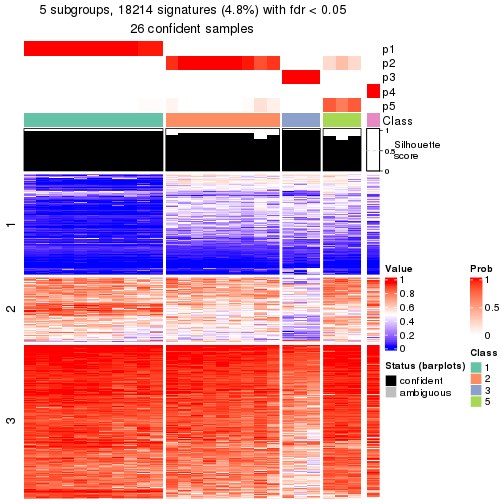 5 subgroups, 18214 signatures (4.8%) with fdr < 0.05
26 confident samples
p1
p2
p3
p4
p5
Class
1
0.5
0
Silhouette
score
1
2
3
Value
1
0.8
0.6
0.4
0.2
0
Status (barplots)
confident
ambiguous
Prob
1
0.5
0
Class
1
2
3
5